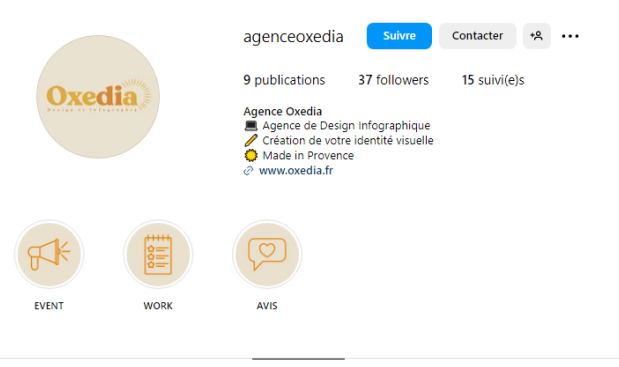 agenceoxedia Suivre Contacter
9 publications 37 followers 15 suivi(e)s
Oxedia
Design et Infographie
Agence Oxedia
Agence de Design Infographique
Création de votre identité visuelle
Made in Provence
www.oxedia.fr
EVENT WORK AVIS